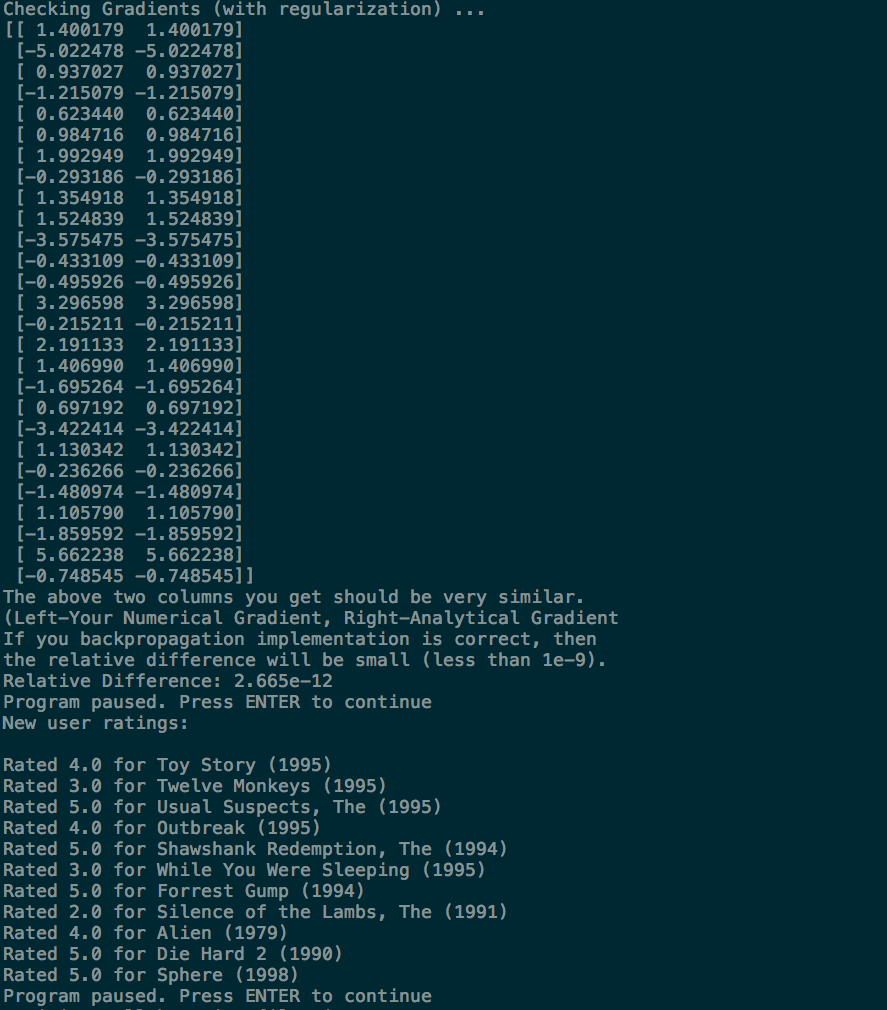 Checking Gradients (with regularization) ...
[[ 1.400179  1.400179]
 [-5.022478 -5.022478]
 [ 0.937027  0.937027]
 [-1.215079 -1.215079]
 [ 0.623440  0.623440]
 [ 0.984716  0.984716]
 [ 1.992949  1.992949]
 [-0.293186 -0.293186]
 [ 1.354918  1.354918]
 [ 1.524839  1.524839]
 [-3.575475 -3.575475]
 [-0.433109 -0.433109]
 [-0.495926 -0.495926]
 [ 3.296598  3.296598]
 [-0.215211 -0.215211]
 [ 2.191133  2.191133]
 [ 1.406990  1.406990]
 [-1.695264 -1.695264]
 [ 0.697192  0.697192]
 [-3.422414 -3.422414]
 [ 1.130342  1.130342]
 [-0.236266 -0.236266]
 [-1.480974 -1.480974]
 [ 1.105790  1.105790]
 [-1.859592 -1.859592]
 [ 5.662238  5.662238]
 [-0.748545 -0.748545]]
The above two columns you get should be very similar.
(Left-Your Numerical Gradient, Right-Analytical Gradient
If you backpropagation implementation is correct, then
the relative difference will be small (less than 1e-9).
Relative Difference: 2.665e-12
Program paused. Press ENTER to continue
New user ratings:

Rated 4.0 for Toy Story (1995)
Rated 3.0 for Twelve Monkeys (1995)
Rated 5.0 for Usual Suspects, The (1995)
Rated 4.0 for Outbreak (1995)
Rated 5.0 for Shawshank Redemption, The (1994)
Rated 3.0 for While You Were Sleeping (1995)
Rated 5.0 for Forrest Gump (1994)
Rated 2.0 for Silence of the Lambs, The (1991)
Rated 4.0 for Alien (1979)
Rated 5.0 for Die Hard 2 (1990)
Rated 5.0 for Sphere (1998)
Program paused. Press ENTER to continue